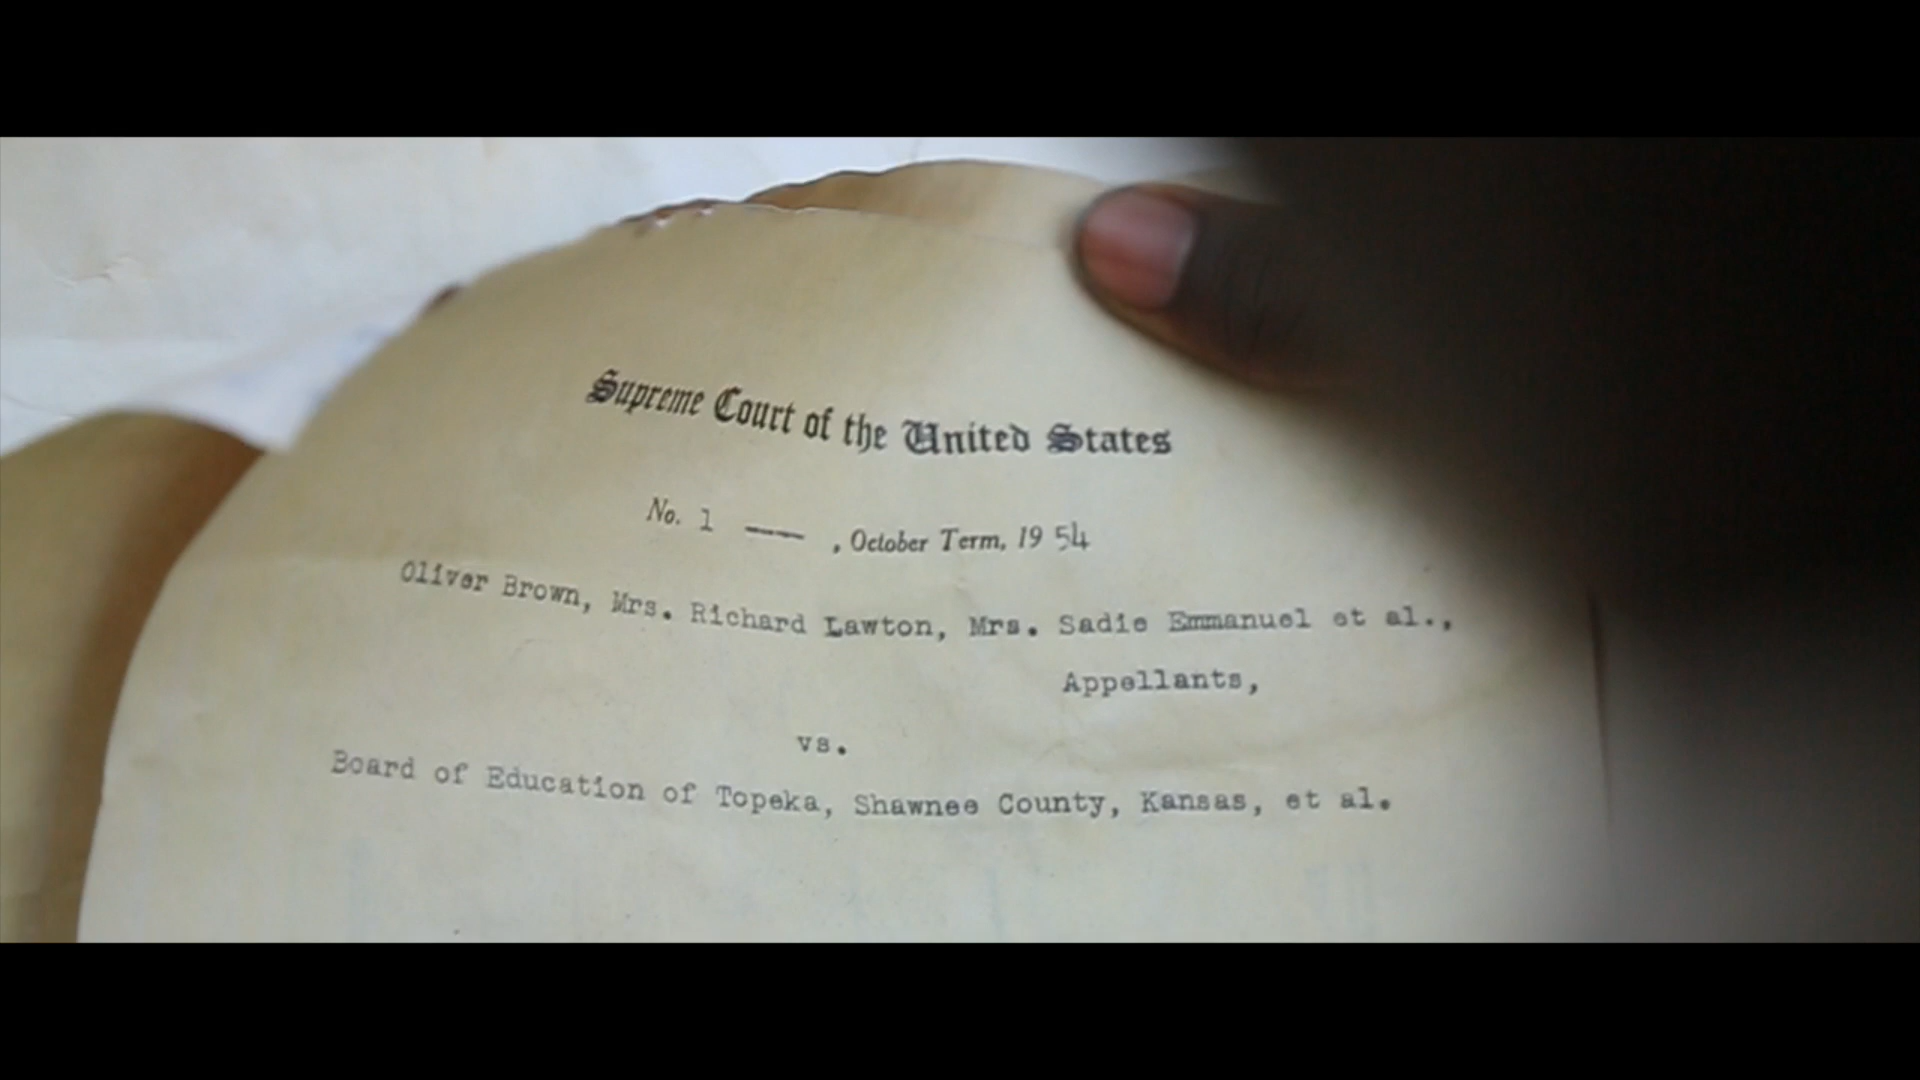 Supreme Court of the United States
No. 1 —— , October Term, 19 54
Oliver Brown, Mrs. Richard Lawton, Mrs. Sadie Emmanuel et al.,
Appellants,
vs.
Board of Education of Topeka, Shawnee County, Kansas, et al.